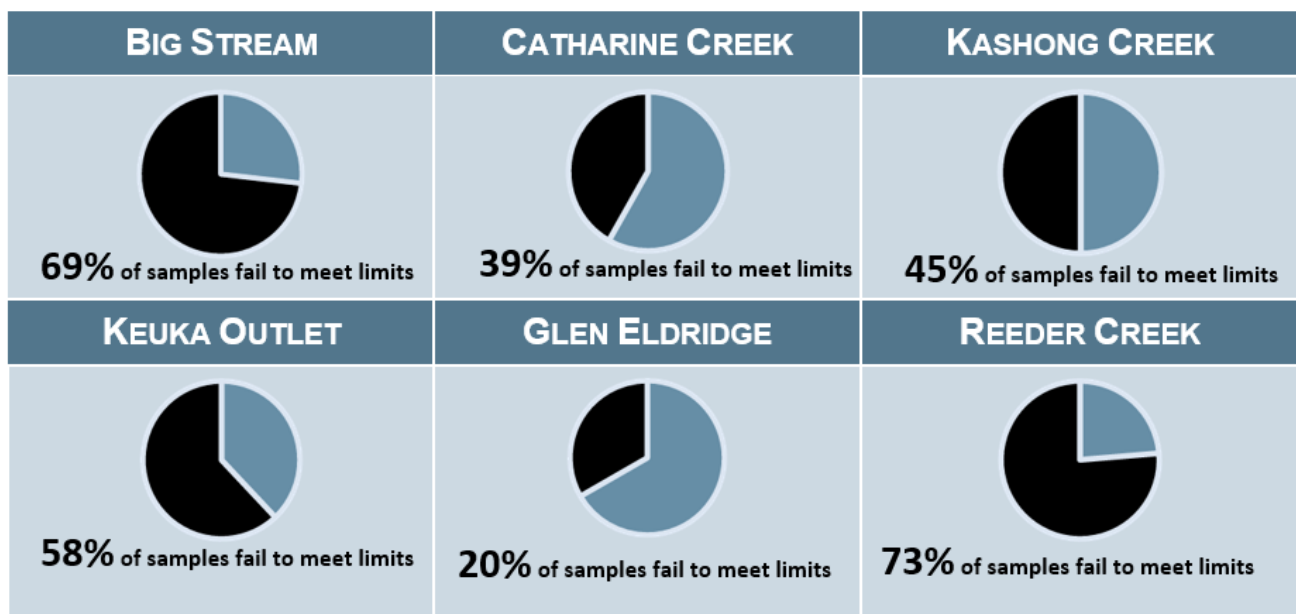 BIG STREAM
CATHARINE CREEK
KASHONG CREEK
69% of samples fail to meet limits
39% of samples fail to meet limits
45% of samples fail to meet limits
KEUKA OUTLET
GLEN ELDRIDGE
REEDER CREEK
58% of samples fail to meet limits
20% of samples fail to meet limits
73% of samples fail to meet limits